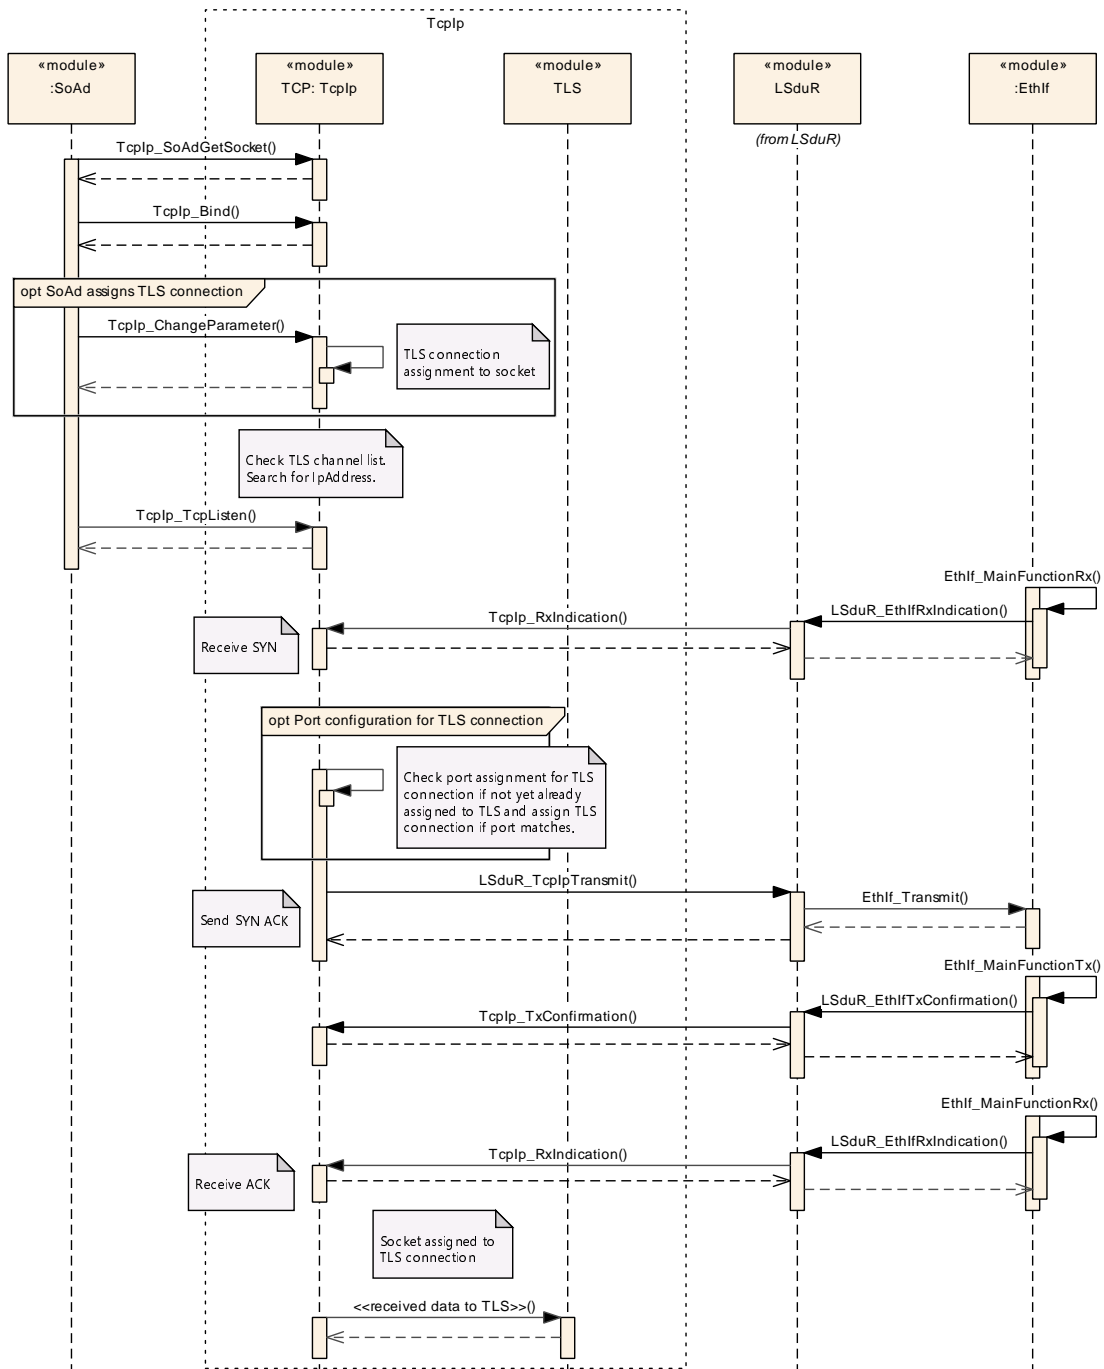 TcpIp
«module»
:SoAd
«module»
TCP: TcpIp
«module»
TLS
«module»
LSduR
«module»
:EthIf
(from LSduR)
TcpIp_SoAdGetSocket()
TcpIp_Bind()
opt SoAd assigns TLS connection
TcpIp_ChangeParameter()
TLS connection
assignment to socket
Check TLS channel list.
Search for IpAddress.
TcpIp_TcpListen()
EthIf_MainFunctionRx()
LSduR_EthIfRxIndication()
TcpIp_RxIndication()
Receive SYN
opt Port configuration for TLS connection
Check port assignment for TLS
connection if not yet already
assigned to TLS and assign TLS
connection if port matches.
LSduR_TcpIpTransmit()
EthIf_Transmit()
Send SYN ACK
EthIf_MainFunctionTx()
LSduR_EthIfTxConfirmation()
TcpIp_TxConfirmation()
EthIf_MainFunctionRx()
LSduR_EthIfRxIndication()
TcpIp_RxIndication()
Receive ACK
Socket assigned to
TLS connection
<<received data to TLS>>()